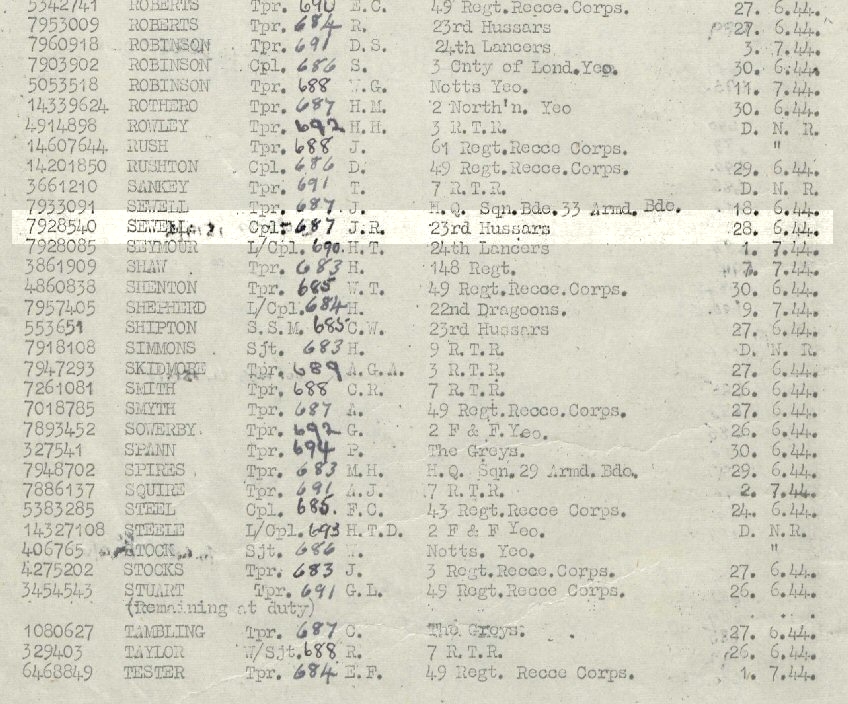 5342741 ROBERTS Tpr. 690 E.C. 49 Regt.Recce.Corps. 27. 6.44.
7953009 ROBERTS Tpr. 684 R. 23rd Hussars 27. 6.44.
7960918 ROBINSON Tpr. 691 D.S. 24th Lancers 3. 7.44.
7903902 ROBINSON Cpl. 686 S. 3 Cnty of Lond.Yeo. 30. 6.44.
5053518 ROBINSON Tpr. 688 W.G. Notts Yeo. 11. 7.44.
14339624 ROTHERO Tpr. 687 H.M. 2 North'n. Yeo 30. 6.44.
4914898 ROWLEY Tpr. 692 H.H. 3 R.T.R. D. N. R.
14607644 RUSH Tpr. 688 J. 61 Regt.Recce Corps. "
14201850 RUSHTON Cpl. 686 D. 49 Regt.Recce.Corps. 29. 6.44.
3661210 SANKEY Tpr. 691 T. 7 R.T.R. D. N. R.
7933091 SEWELL Tpr. 687 J. H.Q. Sqn.Bde.33 Armd.Bde. 18. 6.44.
7928540 SEWELL Cpl. 687 J.R. 23rd Hussars 28. 6.44.
7928085 SEYMOUR L/Cpl. 690. H.T. 24th Lancers 1. 7.44.
3861909 SHAW Tpr. 683 H. 148 Regt. 7. 7.44.
4860838 SHENTON Tpr. 685 W.T. 49 Regt.Recce.Corps. 30. 6.44.
7957405 SHEPHERD L/Cpl. 684 H. 22nd Dragoons. 9. 7.44.
553651 SHIPTON S.S.M. 685 C.W. 23rd Hussars 27. 6.44.
7918108 SIMMONS Sjt. 683 H. 9 R.T.R. D. N. R.
7947293 SKIDMORE Tpr. 689 A.G.A. 3 R.T.R. 27. 6.44.
7261081 SMITH Tpr. 688 C.R. 7 R.T.R. 26. 6.44.
7018785 SMYTH Tpr. 687 A. 49 Regt.Recce.Corps. 27. 6.44.
7893452 SOWERBY. Tpr. 692 G. 2 F & F.Yeo. 26. 6.44.
327541 SPANN Tpr. 694 P. The Greys. 30. 6.44.
7948702 SPIRES. Tpr. 683 M.H. H.Q. Sqn.29 Armd.Bde. 29. 6.44.
7886137 SQUIRE Tpr. 691 A.J. 7 R.T.R. 2. 7.44.
5383285 STEEL Cpl. 685. F.C. 43 Regt.Recce Corps. 24. 6.44.
14327108 STEELE L/Cpl. 693 H.T.D. 2 F & F Yeo. D. N.R.
406765 STOCK Sjt. 686 Notts. Yeo. "
4275202 STOCKS Tpr. 683 J. 3 Regt.Recce.Corps. 27. 6.44.
3454543 STUART Tpr. 691 G.L. 49 Regt.Recce Corps. 26. 6.44.
(Remaining at duty)
1080627 TAMBLING Tpr. 687 C. The Greys. 27. 6.44.
329403 TAYLOR W/Sjt. 688 R. 7 R.T.R. 26. 6.44.
6468849 TESTER Tpr. 684 E.F. 49 Regt. Recce Corps. 1. 7.44.